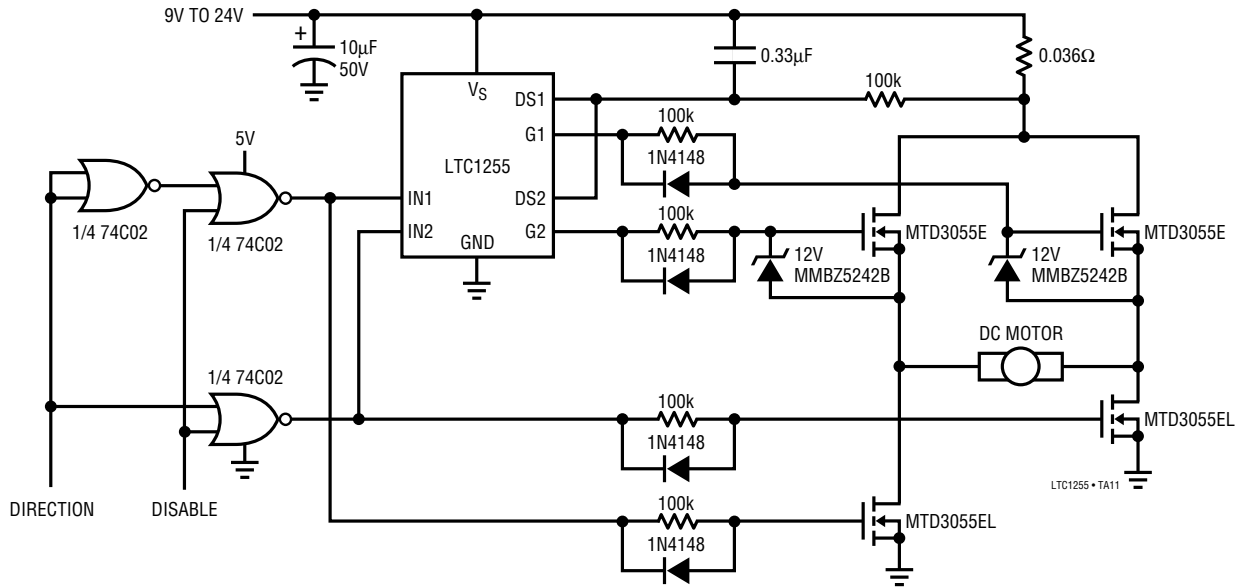 9V TO 24V
+
10µF
50V
0.33µF
0.036Ω
VS
DS1
100k
G1
100k
5V
1N4148
LTC1255
1/4 74C02
1/4 74C02
IN1
DS2
IN2
G2
100k
GND
1N4148
12V
MMBZ5242B
MTD3055E
12V
MMBZ5242B
MTD3055E
DC MOTOR
1/4 74C02
100k
1N4148
MTD3055EL
LTC1255 • TA11
DIRECTION
DISABLE
100k
1N4148
MTD3055EL